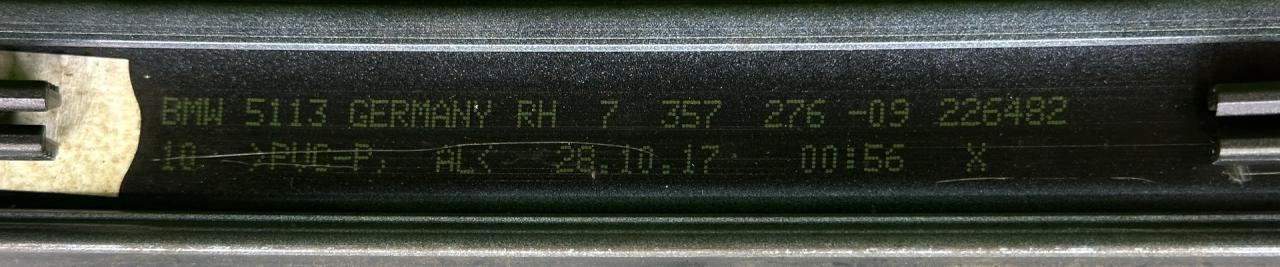 BMW 5113 GERMANY RH 7 357 276 -09 226482
10 >PVC-P, AL< 28.10.17 00:56 X